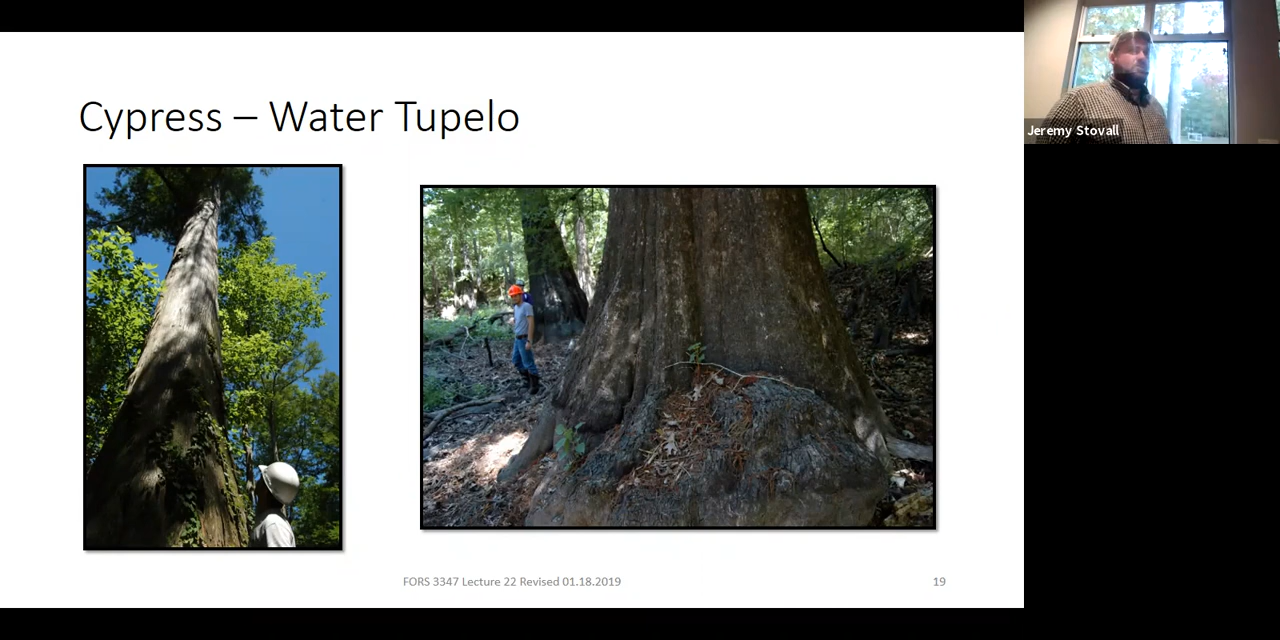 Cypress – Water Tupelo
Jeremy Stovall
FORS 3347 Lecture 22 Revised 01.18.2019
19